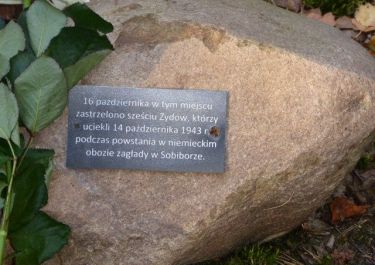 16 października w tym miejscu
zastrzelono sześciu Żydów, którzy
uciekli 14 października 1943 r
podczas powstania w niemieckim
obozie zagłady w Sobiborze.